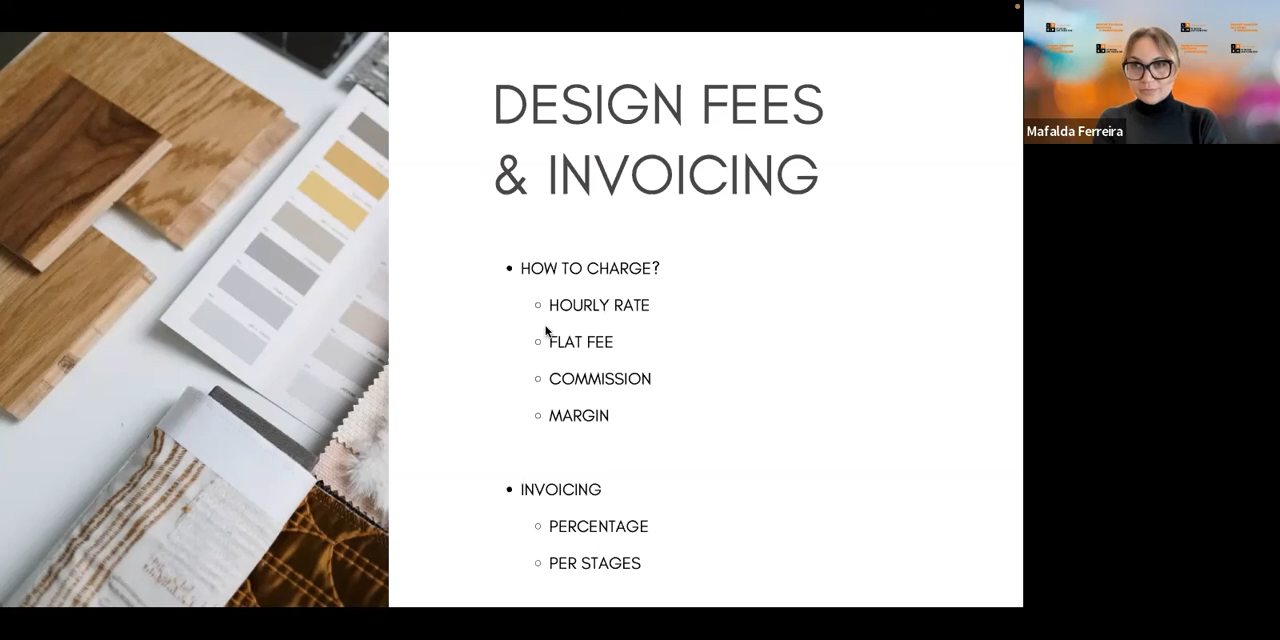 DESIGN FEES
& INVOICING
HOW TO CHARGE?
HOURLY RATE
FLAT FEE
COMMISSION
MARGIN
INVOICING
PERCENTAGE
PER STAGES
Mafalda Ferreira